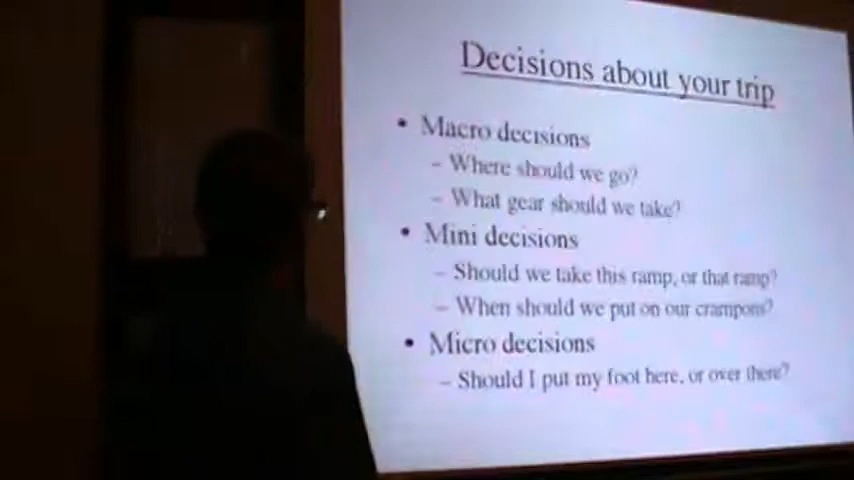 Decisions about your trip
• Macro decisions
– Where should we go?
– What gear should we take?
• Mini decisions
– Should we take this ramp, or that ramp?
– When should we put on our crampons?
• Micro decisions
– Should I put my foot here, or over there?